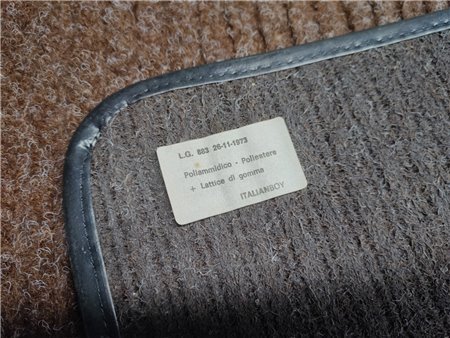 L.G. 883 26-11-1973
Poliammidico - Poliestere
+ Lattice di gomma
ITALIANBOY